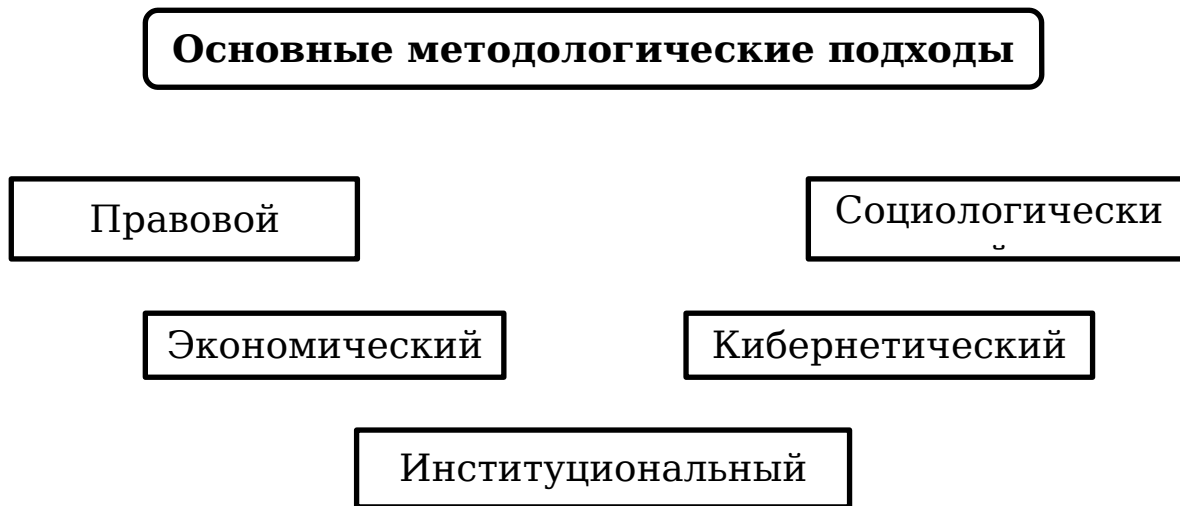 Основные методологические подходы
Правовой
Социологически
й
Экономический
Кибернетический
Институциональный